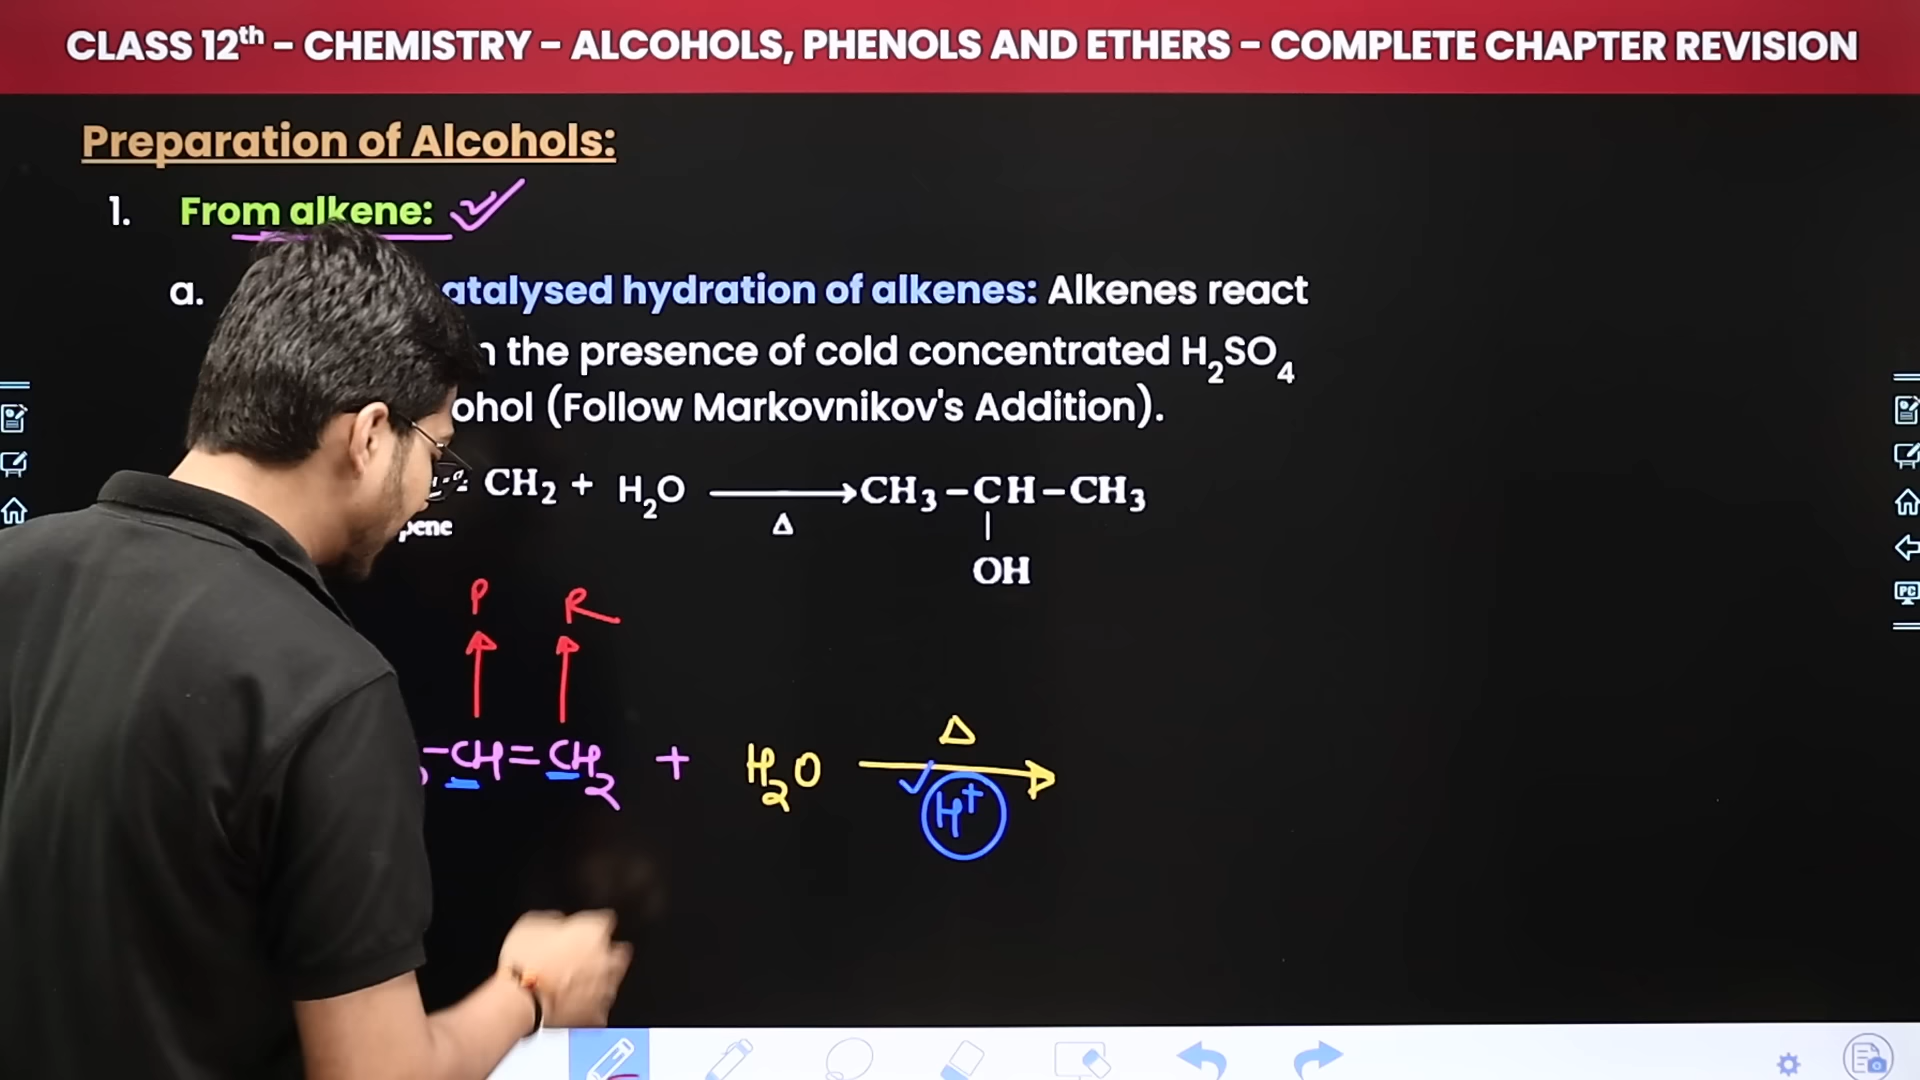 CLASS 12th – CHEMISTRY – ALCOHOLS, PHENOLS AND ETHERS – COMPLETE CHAPTER REVISION
Preparation of Alcohols:
1. From alkene:
a. atalysed hydration of alkenes: Alkenes react
n the presence of cold concentrated H2SO4
ohol (Follow Markovnikov's Addition).
CH2 + H2O ⟶ CH3 – CH – CH3
pene Δ |
OH
P R
–CH=CH2 + H2O Δ H+
PC